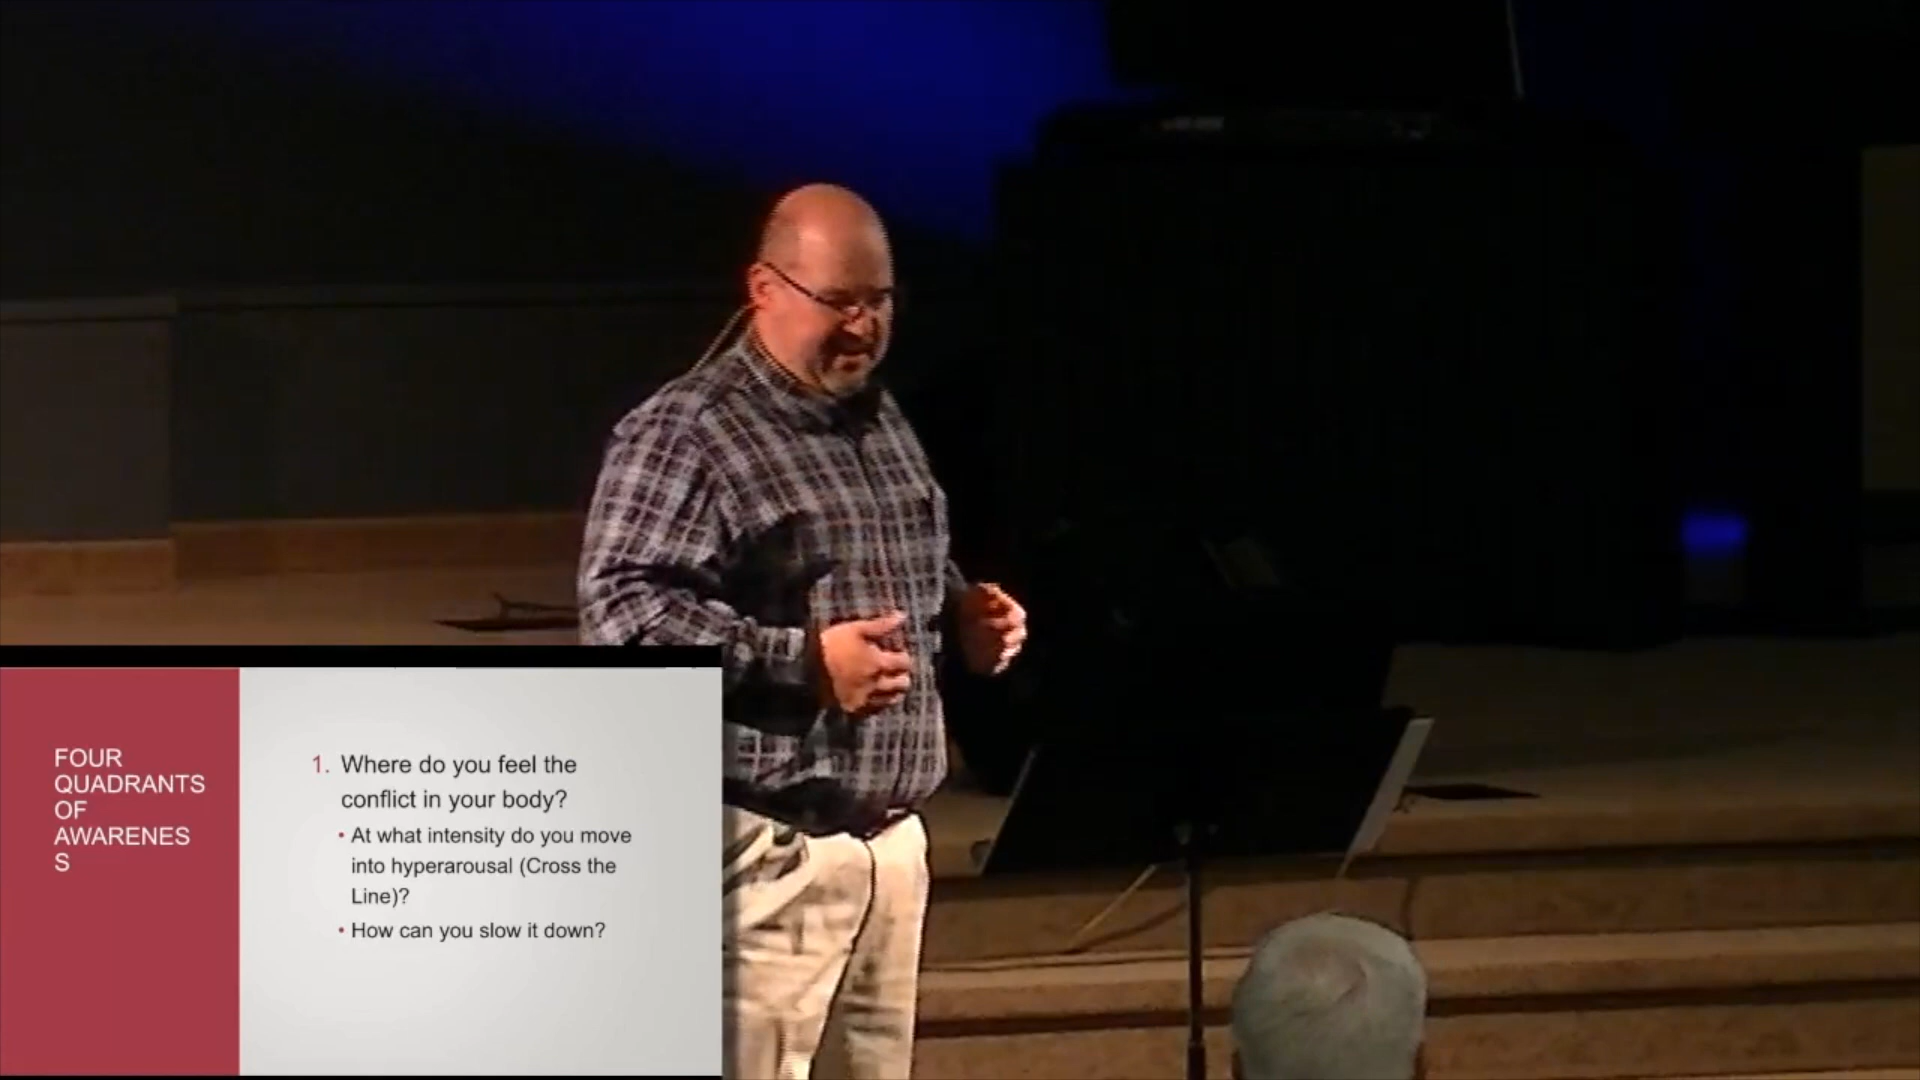 FOUR
QUADRANTS
OF
AWARENES
S
1. Where do you feel the
conflict in your body?
• At what intensity do you move
into hyperarousal (Cross the
Line)?
• How can you slow it down?